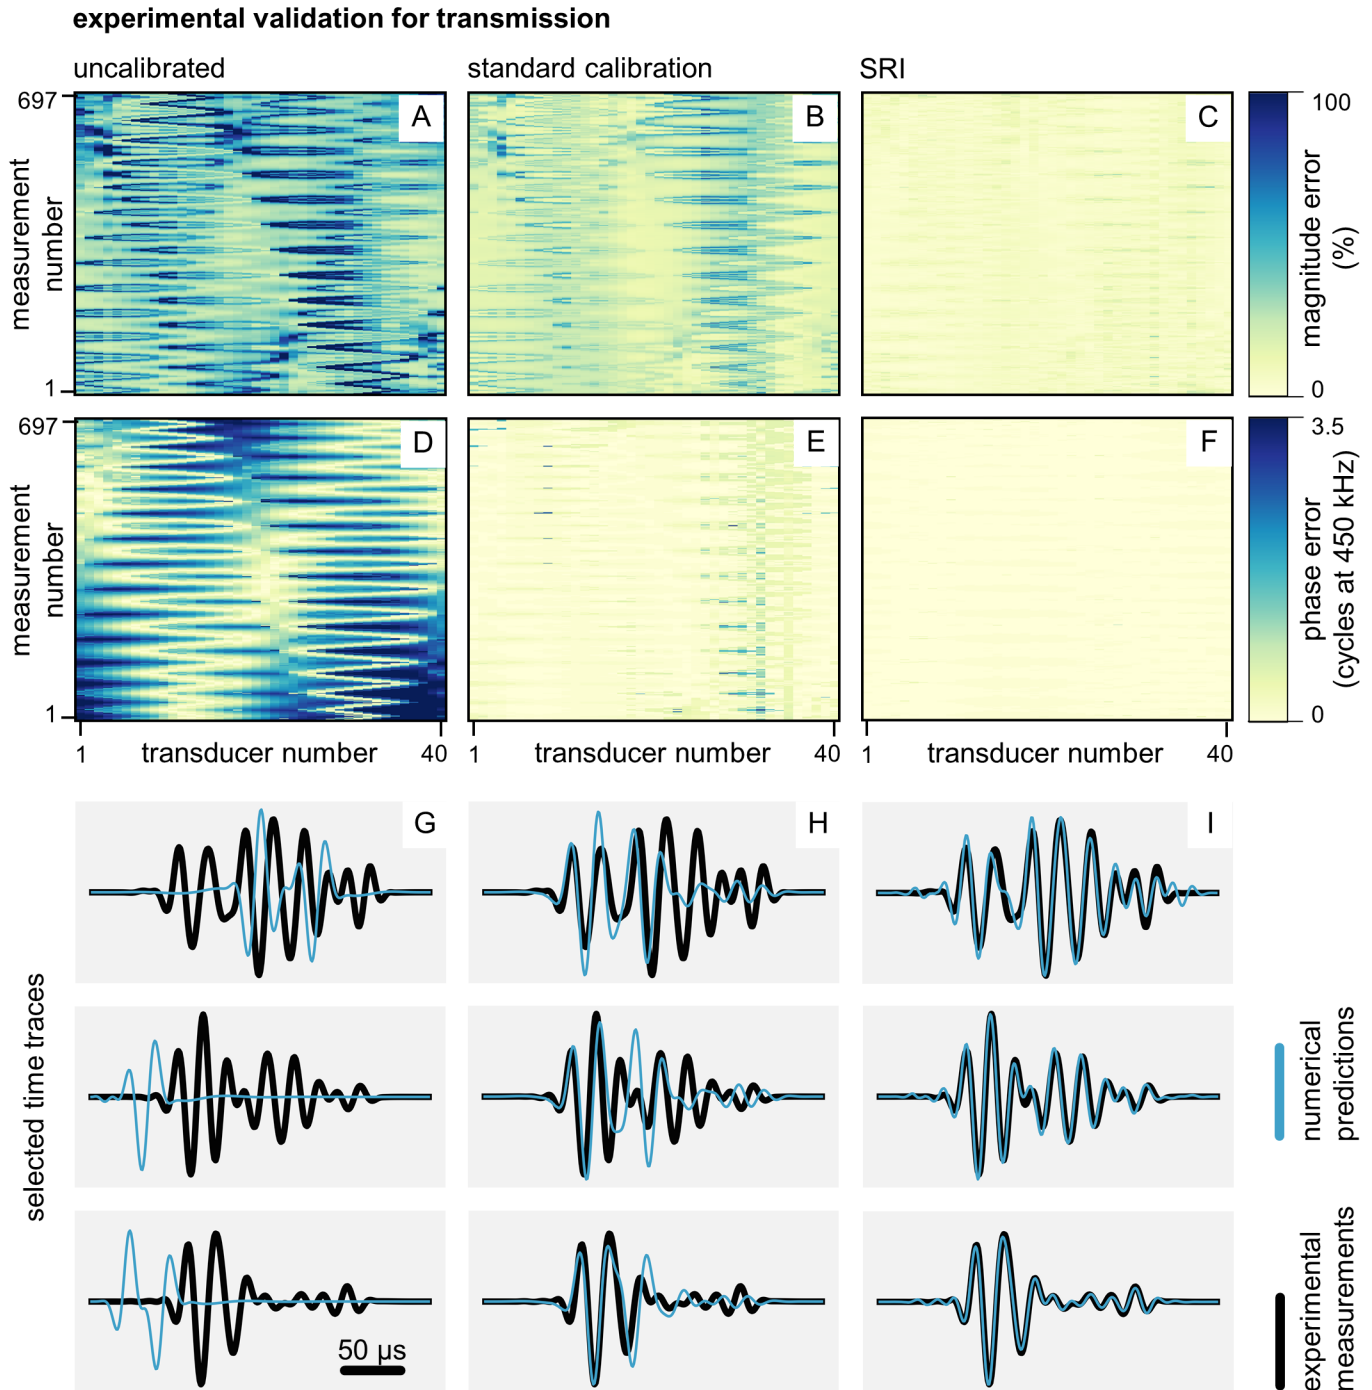 experimental validation for transmission
uncalibrated
standard calibration
SRI
697
A
B
C
100
measurement
number
magnitude error
(%)
1
0
697
D
E
F
3.5
measurement
number
phase error
(cycles at 450 kHz)
1
0
1
transducer number
40
1
transducer number
40
1
transducer number
40
G
H
I
selected time traces
numerical
predictions
50 µs
experimental
measurements